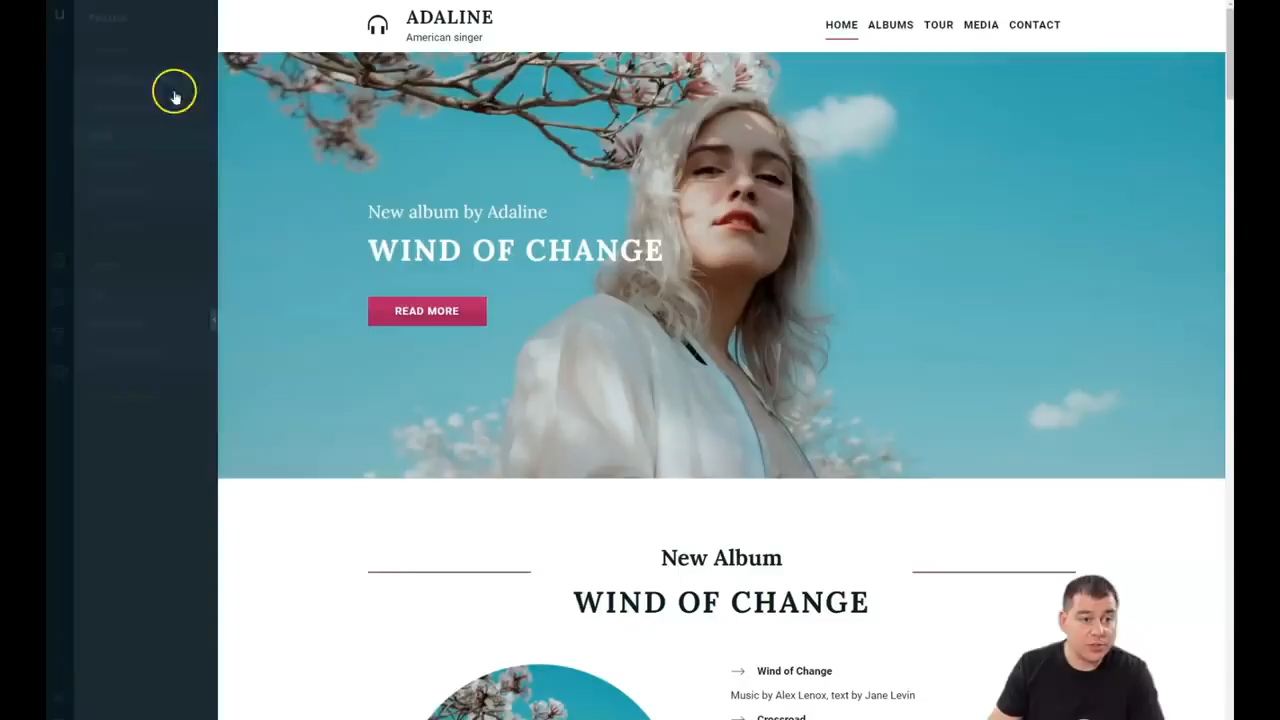 ADALINE
American singer
HOME ALBUMS TOUR MEDIA CONTACT
New album by Adaline
WIND OF CHANGE
READ MORE
New Album
WIND OF CHANGE
Wind of Change
Music by Alex Lenox, text by Jane Levin
Crossroad